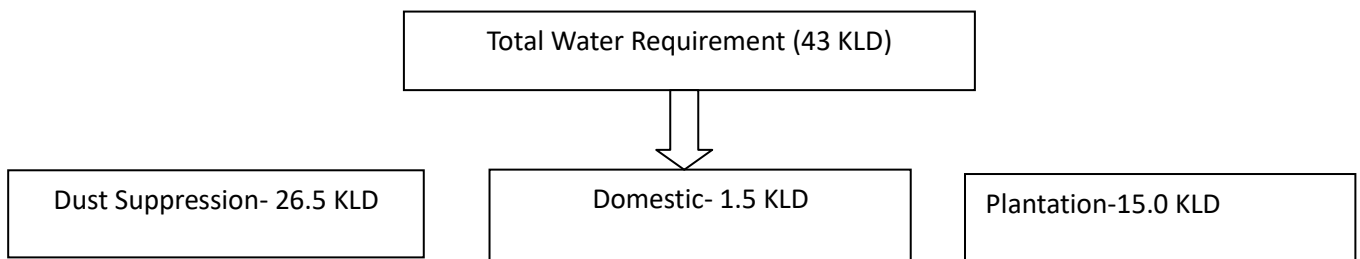 Total Water Requirement (43 KLD)
Dust Suppression- 26.5 KLD
Domestic- 1.5 KLD
Plantation-15.0 KLD